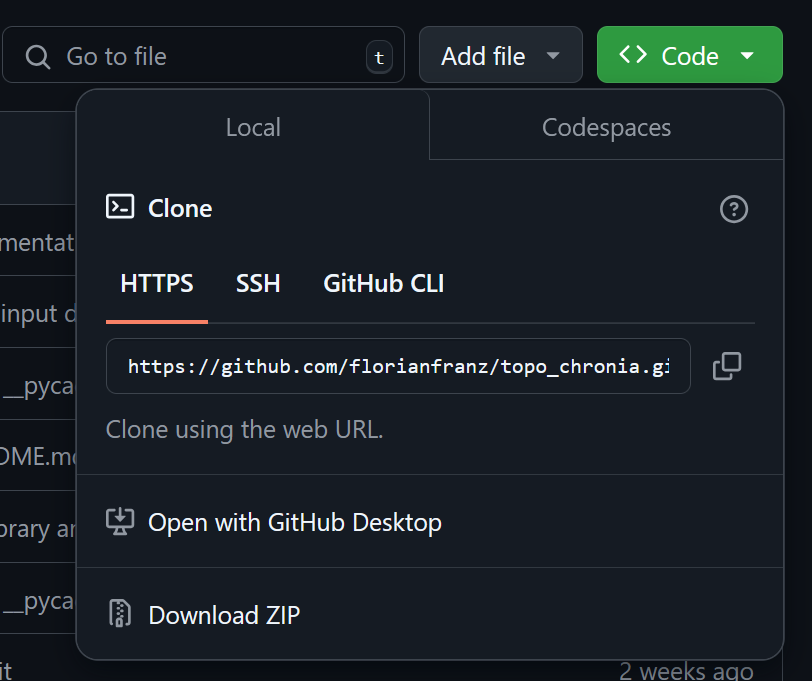 Go to file t Add file Code
Local Codespaces
Clone
mentat
HTTPS SSH GitHub CLI
input d
https://github.com/florianfranz/topo_chronia.gi
__pyca
Clone using the web URL.
OME.mo
Open with GitHub Desktop
brary ar
__pyca
Download ZIP
it 2 weeks ago